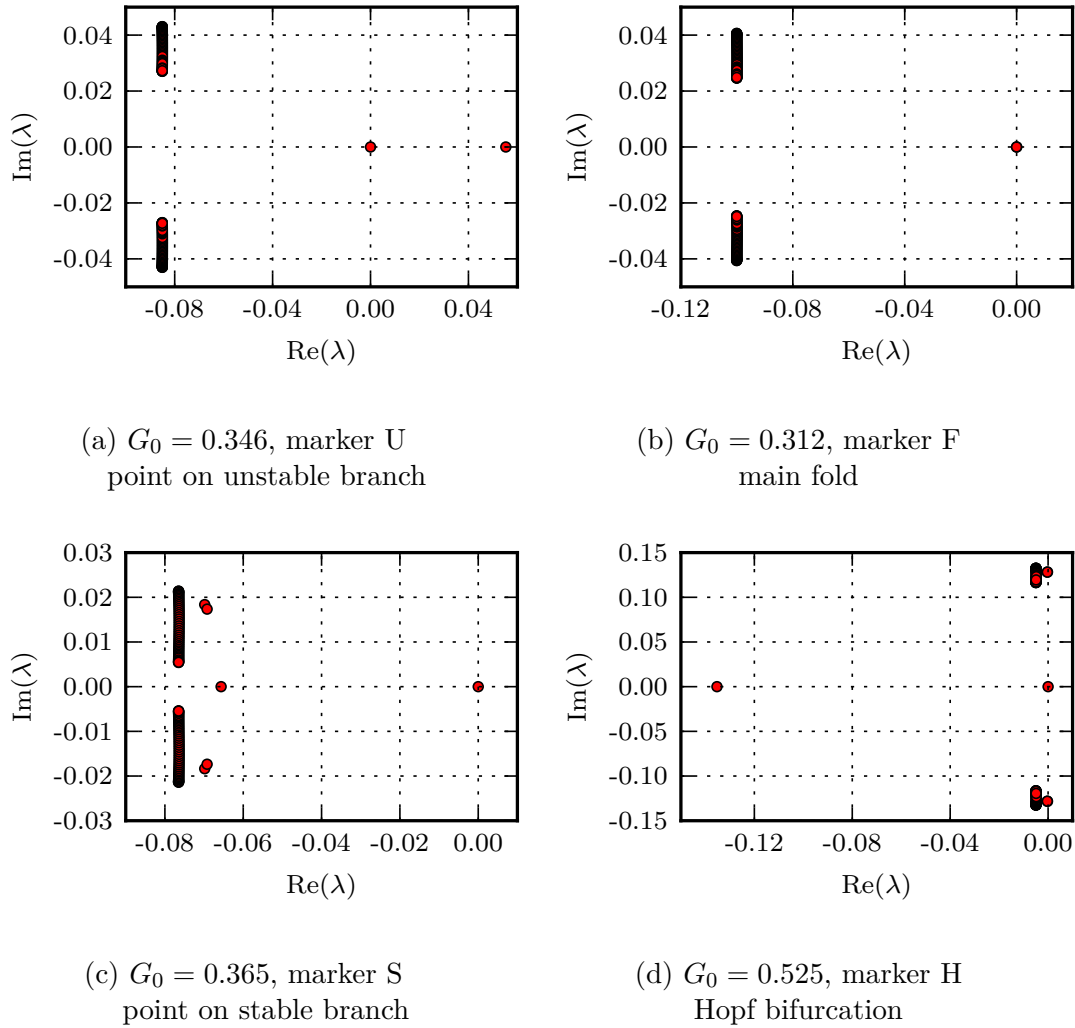 0.04
0.02
0.00
-0.02
-0.04
Im(λ)
-0.08
-0.04
0.00
0.04
Re(λ)
(a) G₀ = 0.346, marker U
point on unstable branch
0.04
0.02
0.00
-0.02
-0.04
Im(λ)
-0.12
-0.08
-0.04
0.00
Re(λ)
(b) G₀ = 0.312, marker F
main fold
0.03
0.02
0.01
0.00
-0.01
-0.02
-0.03
Im(λ)
-0.08
-0.06
-0.04
-0.02
0.00
Re(λ)
(c) G₀ = 0.365, marker S
point on stable branch
0.15
0.10
0.05
0.00
-0.05
-0.10
-0.15
Im(λ)
-0.12
-0.08
-0.04
0.00
Re(λ)
(d) G₀ = 0.525, marker H
Hopf bifurcation